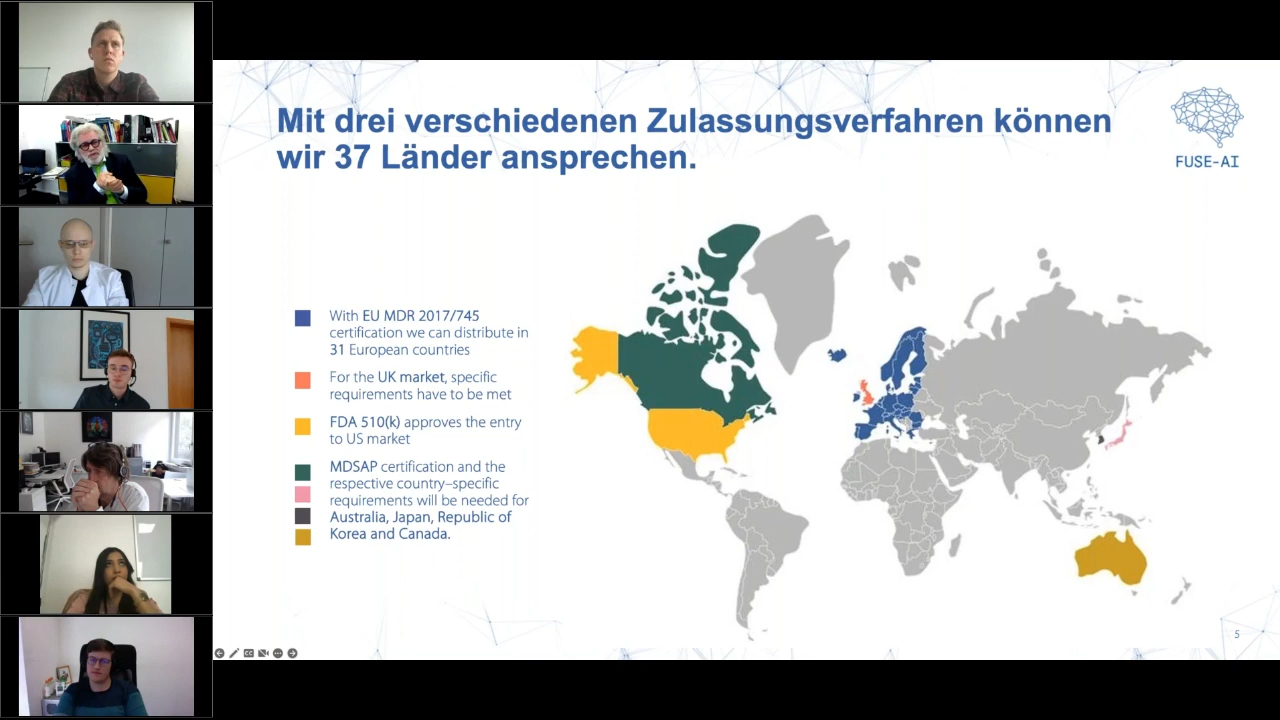 Mit drei verschiedenen Zulassungsverfahren können
wir 37 Länder ansprechen.
FUSE-AI
With EU MDR 2017/745
certification we can distribute in
31 European countries
For the UK market, specific
requirements have to be met
FDA 510(k) approves the entry
to US market
MDSAP certification and the
respective country–specific
requirements will be needed for
Australia, Japan, Republic of
Korea and Canada.
5